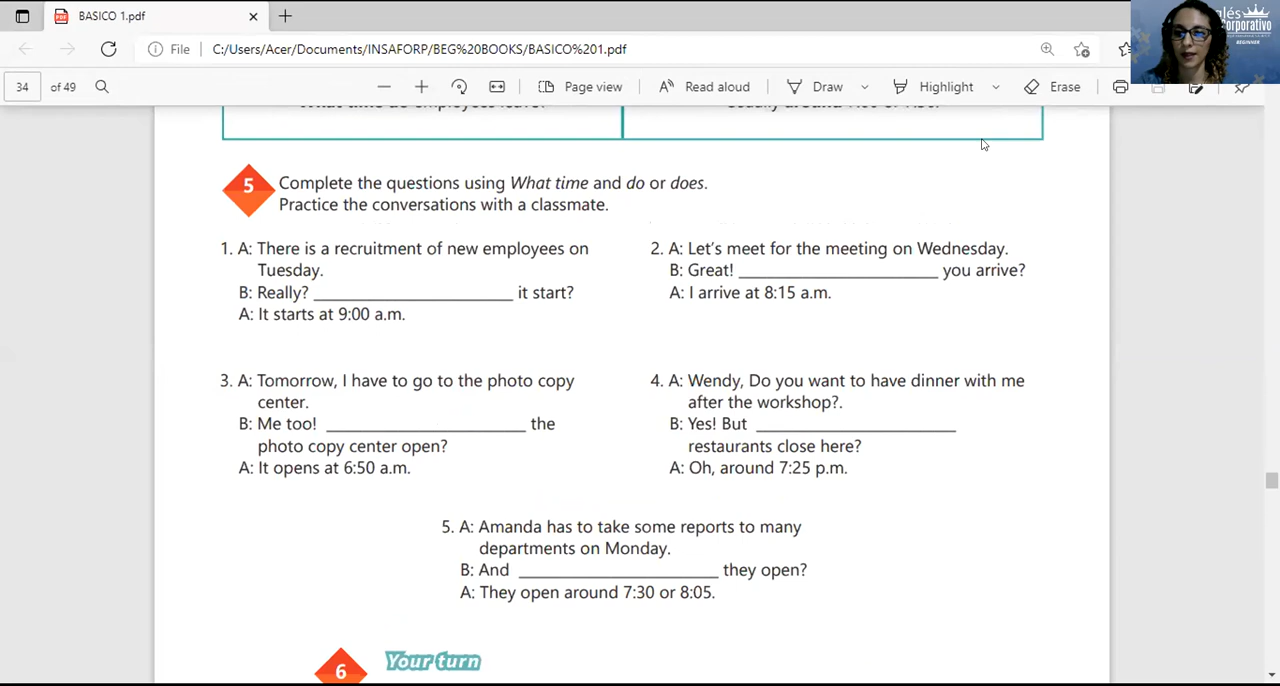 BASICO 1.pdf
File C:/Users/Acer/Documents/INSAFORP/BEG%20BOOKS/BASICO%201.pdf
34 of 49 Page view Read aloud Draw Highlight Erase
glés
orporativo
BEGINNER
5
Complete the questions using What time and do or does.
Practice the conversations with a classmate.
1. A: There is a recruitment of new employees on
Tuesday.
B: Really? ______________________ it start?
A: It starts at 9:00 a.m.
2. A: Let's meet for the meeting on Wednesday.
B: Great! ______________________ you arrive?
A: I arrive at 8:15 a.m.
3. A: Tomorrow, I have to go to the photo copy
center.
B: Me too! ______________________ the
photo copy center open?
A: It opens at 6:50 a.m.
4. A: Wendy, Do you want to have dinner with me
after the workshop?.
B: Yes! But ______________________
restaurants close here?
A: Oh, around 7:25 p.m.
5. A: Amanda has to take some reports to many
departments on Monday.
B: And ______________________ they open?
A: They open around 7:30 or 8:05.
6
Your turn